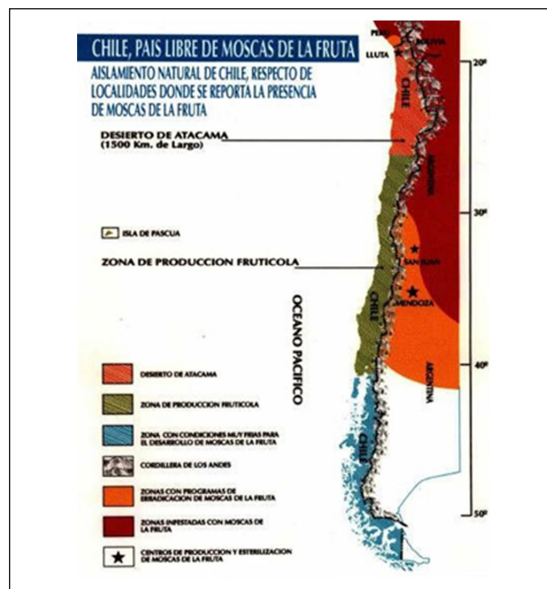 CHILE, PAIS LIBRE DE MOSCAS DE LA FRUTA
AISLAMIENTO NATURAL DE CHILE, RESPECTO DE
LOCALIDADES DONDE SE REPORTA LA PRESENCIA
DE MOSCAS DE LA FRUTA
PERU
BOLIVIA
LLUTA
20º
CHILE
DESIERTO DE ATACAMA
(1500 Km. de Largo)
ARGENTINA
30º
ISLA DE PASCUA
SAN JUAN
ZONA DE PRODUCCION FRUTICOLA
MENDOZA
OCEANO PACIFICO
CHILE
40º
ARGENTINA
DESIERTO DE ATACAMA
ZONA DE PRODUCCION FRUTICOLA
ZONA CON CONDICIONES MUY FRIAS PARA
EL DESARROLLO DE MOSCAS DE LA FRUTA
CHILE
CORDILLERA DE LOS ANDES
ZONAS CON PROGRAMAS DE
ERRADICACION DE MOSCAS DE LA FRUTA
ZONAS INFESTADAS CON MOSCAS DE
LA FRUTA
50º
CENTROS DE PRODUCCION Y ESTERILIZACION
DE MOSCAS DE LA FRUTA